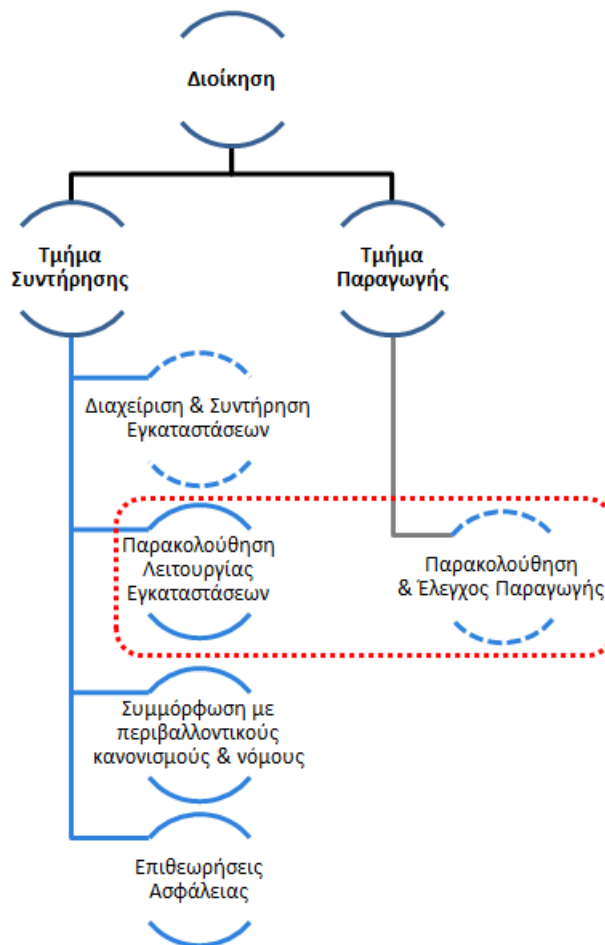 Διοίκηση
Τμήμα
Συντήρησης
Τμήμα
Παραγωγής
Διαχείριση & Συντήρηση
Εγκαταστάσεων
Παρακολούθηση
Λειτουργίας
Εγκαταστάσεων
Παρακολούθηση
& Έλεγχος Παραγωγής
Συμμόρφωση με
περιβαλλοντικούς
κανονισμούς & νόμους
Επιθεωρήσεις
Ασφάλειας